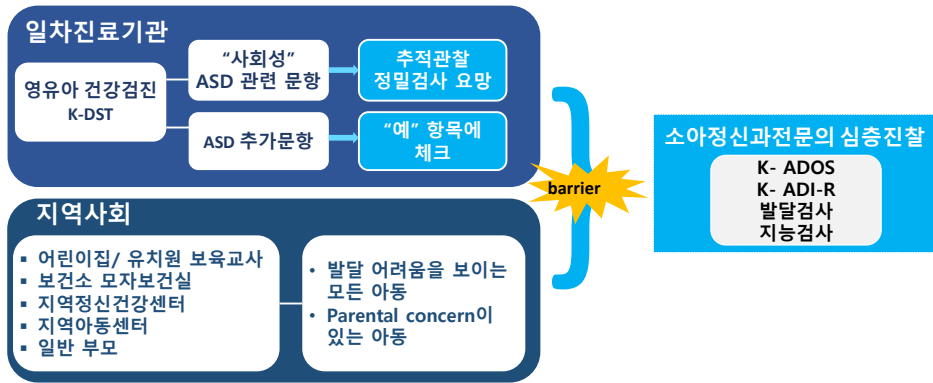 일차진료기관
영유아 건강검진
K-DST
“사회성”
ASD 관련 문항
추적관찰
정밀검사 요망
ASD 추가문항
“예” 항목에
체크
지역사회
▪ 어린이집/ 유치원 보육교사
▪ 보건소 모자보건실
▪ 지역정신건강센터
▪ 지역아동센터
▪ 일반 부모
• 발달 어려움을 보이는
모든 아동
• Parental concern이
있는 아동
barrier
소아정신과전문의 심층진찰
K- ADOS
K- ADI-R
발달검사
지능검사